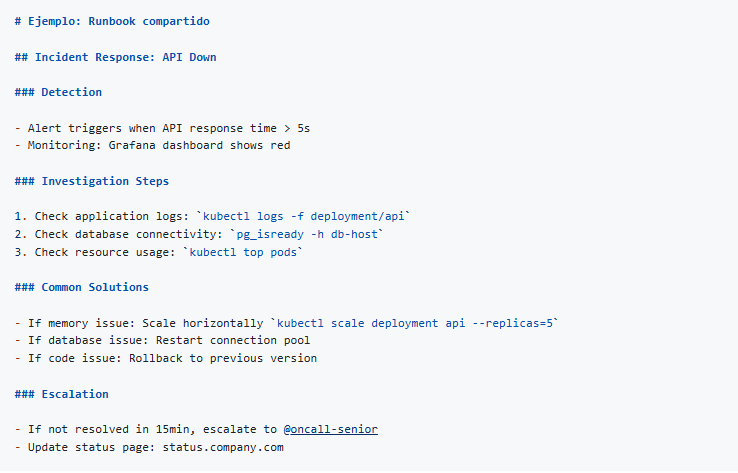 # Ejemplo: Runbook compartido
## Incident Response: API Down
### Detection
- Alert triggers when API response time > 5s
- Monitoring: Grafana dashboard shows red
### Investigation Steps
1. Check application logs: `kubectl logs -f deployment/api`
2. Check database connectivity: `pg_isready -h db-host`
3. Check resource usage: `kubectl top pods`
### Common Solutions
- If memory issue: Scale horizontally `kubectl scale deployment api --replicas=5`
- If database issue: Restart connection pool
- If code issue: Rollback to previous version
### Escalation
- If not resolved in 15min, escalate to @oncall-senior
- Update status page: status.company.com